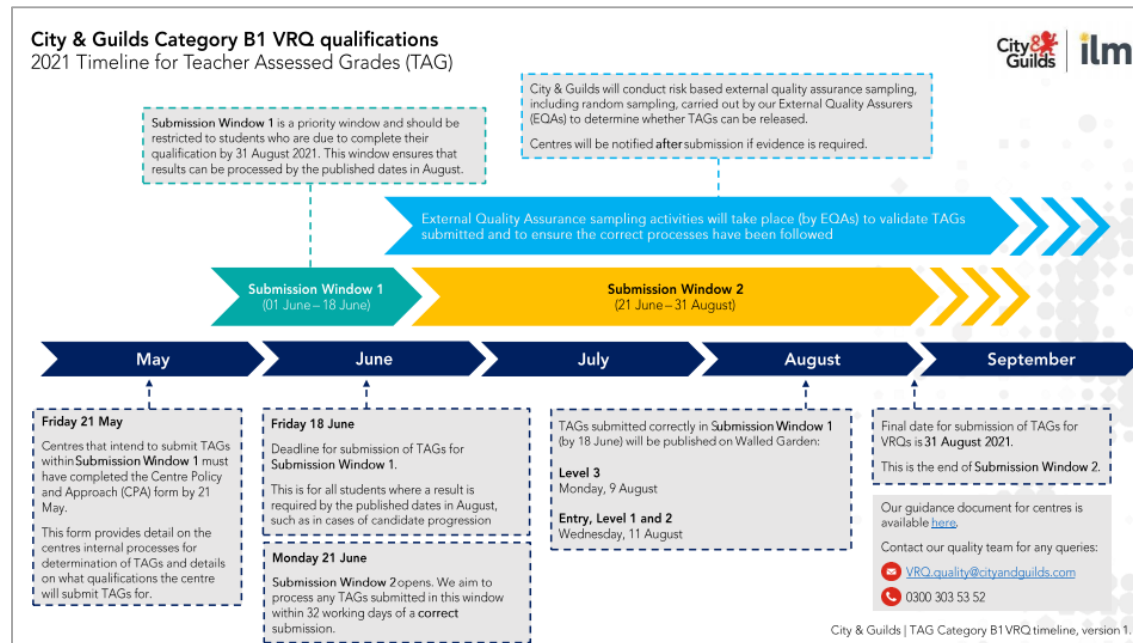 City & Guilds Category B1 VRQ qualifications
2021 Timeline for Teacher Assessed Grades (TAG)
City&
Guilds
ilm
Submission Window 1 is a priority window and should be
restricted to students who are due to complete their
qualification by 31 August 2021. This window ensures that
results can be processed by the published dates in August.
City & Guilds will conduct risk based external quality assurance sampling,
including random sampling, carried out by our External Quality Assurers
(EQAs) to determine whether TAGs can be released.
Centres will be notified after submission if evidence is required.
External Quality Assurance sampling activities will take place (by EQAs) to validate TAGs
submitted and to ensure the correct processes have been followed
Submission Window 1
(01 June – 18 June)
Submission Window 2
(21 June – 31 August)
May
June
July
August
September
Friday 21 May
Centres that intend to submit TAGs
within Submission Window 1 must
have completed the Centre Policy
and Approach (CPA) form by 21
May.
This form provides detail on the
centres internal processes for
determination of TAGs and details
on what qualifications the centre
will submit TAGs for.
Friday 18 June
Deadline for submission of TAGs for
Submission Window 1.
This is for all students where a result is
required by the published dates in August,
such as in cases of candidate progression
Monday 21 June
Submission Window 2 opens. We aim to
process any TAGs submitted in this window
within 32 working days of a correct
submission.
TAGs submitted correctly in Submission Window 1
(by 18 June) will be published on Walled Garden:
Level 3
Monday, 9 August
Entry, Level 1 and 2
Wednesday, 11 August
Final date for submission of TAGs for
VRQs is 31 August 2021.
This is the end of Submission Window 2.
Our guidance document for centres is
available here.
Contact our quality team for any queries:
VRQ.quality@cityandguilds.com
0300 303 53 52
City & Guilds | TAG Category B1 VRQ timeline, version 1.